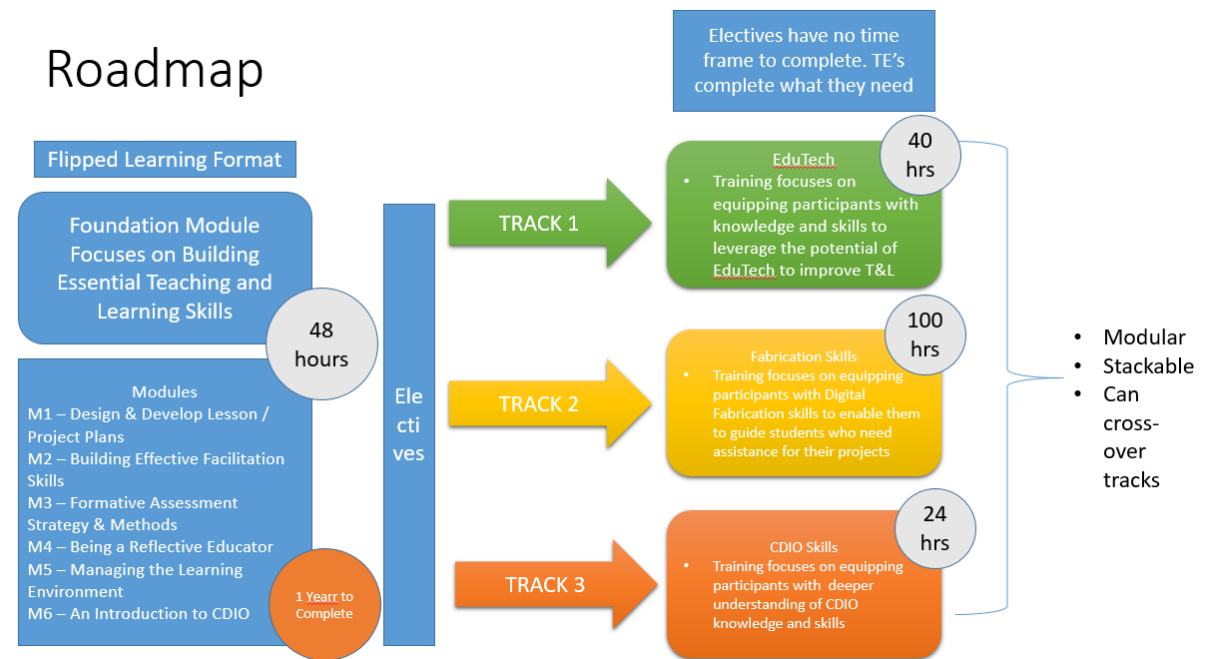 Roadmap
Flipped Learning Format
Foundation Module
Focuses on Building
Essential Teaching and
Learning Skills
48
hours
Modules
M1 – Design & Develop Lesson /
Project Plans
M2 – Building Effective Facilitation
Skills
M3 – Formative Assessment
Strategy & Methods
M4 – Being a Reflective Educator
M5 – Managing the Learning
Environment
M6 – An Introduction to CDIO
1 Yearr to
Complete
Ele
cti
ves
Electives have no time
frame to complete. TE’s
complete what they need
TRACK 1
40
hrs
EduTech
• Training focuses on
equipping participants with
knowledge and skills to
leverage the potential of
EduTech to improve T&L
TRACK 2
100
hrs
Fabrication Skills
• Training focuses on equipping
participants with Digital
Fabrication skills to enable them
to guide students who need
assistance for their projects
TRACK 3
24
hrs
CDIO Skills
• Training focuses on equipping
participants with deeper
understanding of CDIO
knowledge and skills
• Modular
• Stackable
• Can
cross-
over
tracks